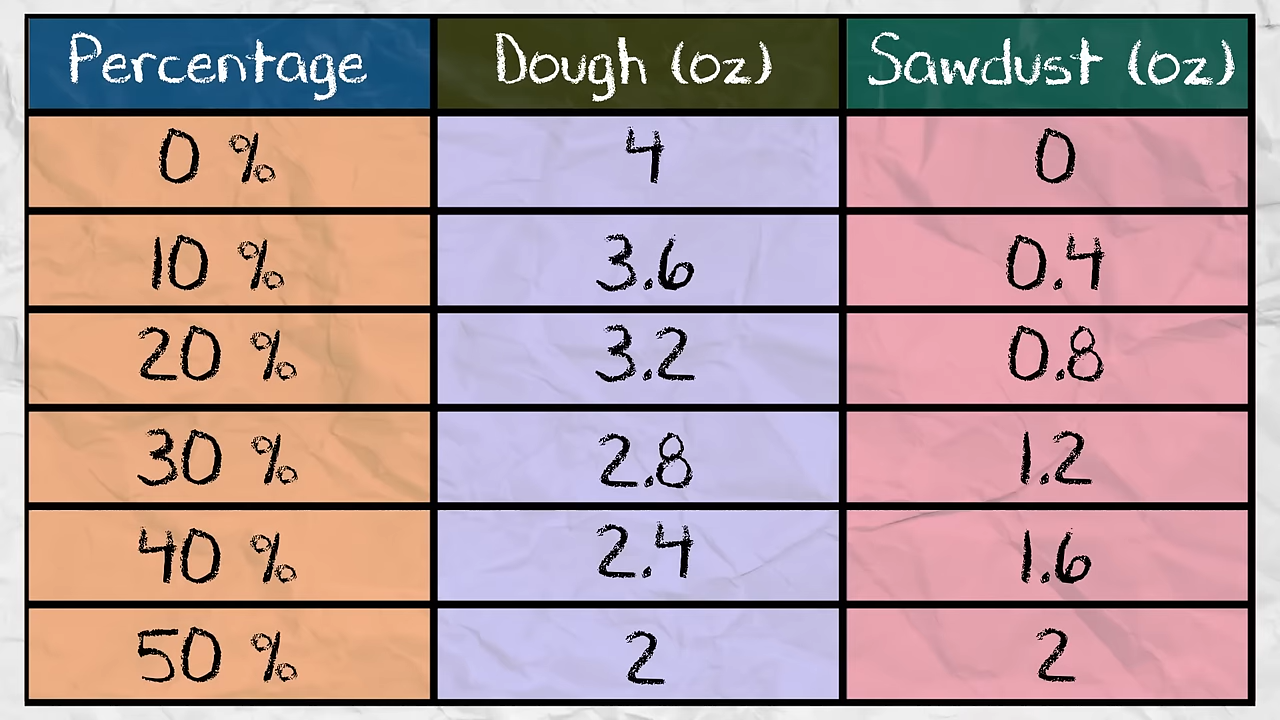 Percentage Dough (oz) Sawdust (oz)
0 % 4 0
10 % 3.6 0.4
20 % 3.2 0.8
30 % 2.8 1.2
40 % 2.4 1.6
50 % 2 2